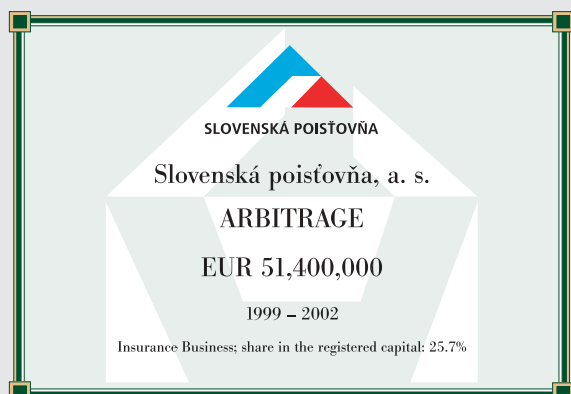 SLOVENSKÁ POISŤOVŇA
Slovenská poisťovňa, a. s.
ARBITRAGE
EUR 51,400,000
1999 – 2002
Insurance Business; share in the registered capital: 25.7%